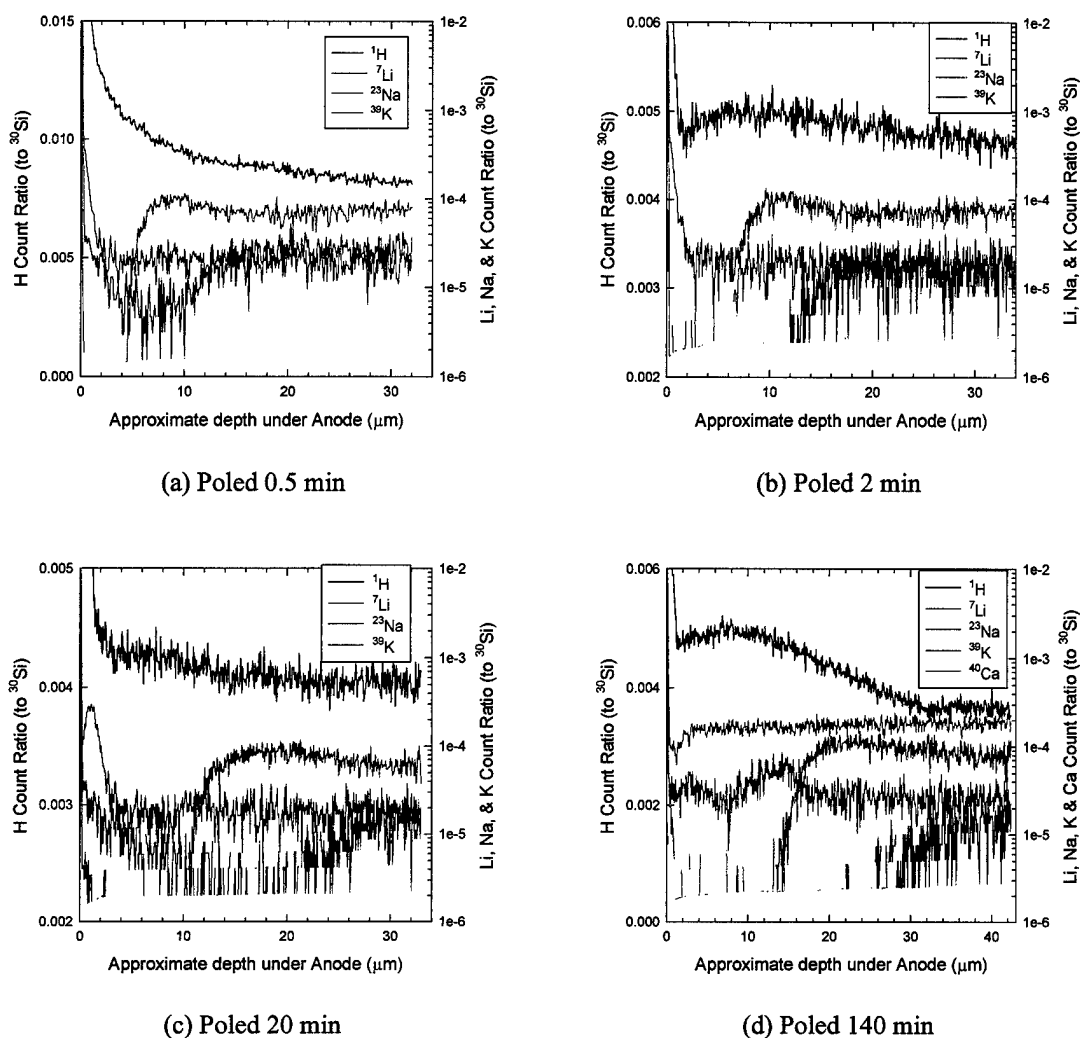 0.015
0.010
0.005
0.000
H Count Ratio (to ³⁰Si)
¹H
⁷Li
²³Na
³⁹K
1e-2
1e-3
1e-4
1e-5
1e-6
Li, Na, & K Count Ratio (to ³⁰Si)
0 10 20 30
Approximate depth under Anode (μm)
(a) Poled 0.5 min
0.006
0.005
0.004
0.003
0.002
H Count Ratio (to ³⁰Si)
¹H
⁷Li
²³Na
³⁹K
1e-2
1e-3
1e-4
1e-5
1e-6
Li, Na, & K Count Ratio (to ³⁰Si)
0 10 20 30
Approximate depth under Anode (μm)
(b) Poled 2 min
0.005
0.004
0.003
0.002
H Count Ratio (to ³⁰Si)
¹H
⁷Li
²³Na
³⁹K
1e-2
1e-3
1e-4
1e-5
1e-6
Li, Na, & K Count Ratio (to ³⁰Si)
0 10 20 30
Approximate depth under Anode (μm)
(c) Poled 20 min
0.006
0.004
0.002
0.000
H Count Ratio (to ³⁰Si)
¹H
⁷Li
²³Na
³⁹K
⁴⁰Ca
1e-2
1e-3
1e-4
1e-5
1e-6
Li, Na, K & Ca Count Ratio (to ³⁰Si)
0 10 20 30 40
Approximate depth under Anode (μm)
(d) Poled 140 min